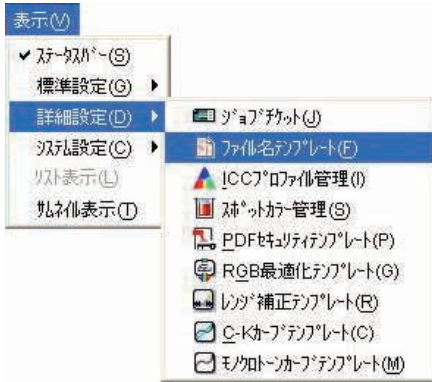 表示(V)
✔ ｽﾃｰﾀｽﾊﾞｰ(S)
標準設定(G)
詳細設定(D)
ｼｽﾃﾑ設定(C)
ﾘｽﾄ表示(L)
ｻﾑﾈｲﾙ表示(T)
ｼﾞｮﾌﾞﾁｹｯﾄ(J)
ﾌｧｲﾙ名ﾃﾝﾌﾟﾚｰﾄ(F)
ICCﾌﾟﾛﾌｧｲﾙ管理(I)
ｽﾎﾟｯﾄｶﾗｰ管理(S)
PDFｾｷｭﾘﾃｨﾃﾝﾌﾟﾚｰﾄ(P)
RGB最適化ﾃﾝﾌﾟﾚｰﾄ(G)
ﾚﾝｼﾞ補正ﾃﾝﾌﾟﾚｰﾄ(R)
C-Kｶｰﾌﾞﾃﾝﾌﾟﾚｰﾄ(C)
ﾓﾉｸﾛﾄｰﾝｶｰﾌﾞﾃﾝﾌﾟﾚｰﾄ(M)